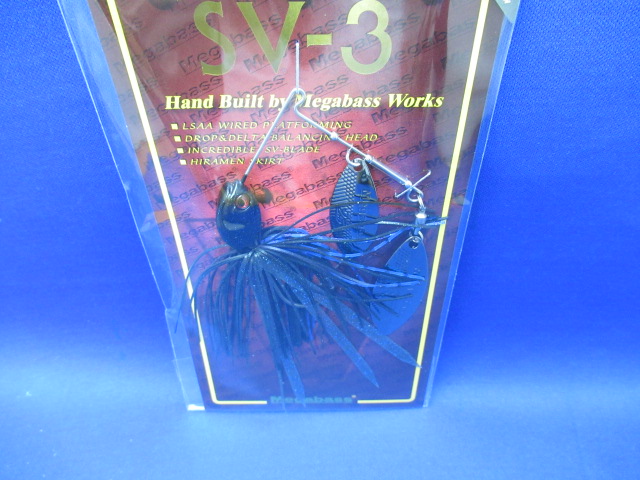 SV-3
Hand Built by Megabass Works
LSAA WIRED PLATFORMING
DROP&DELTA BALANCING HEAD
INCREDIBLE SV-BLADE
HIRAMEN SKIRT
Megabass